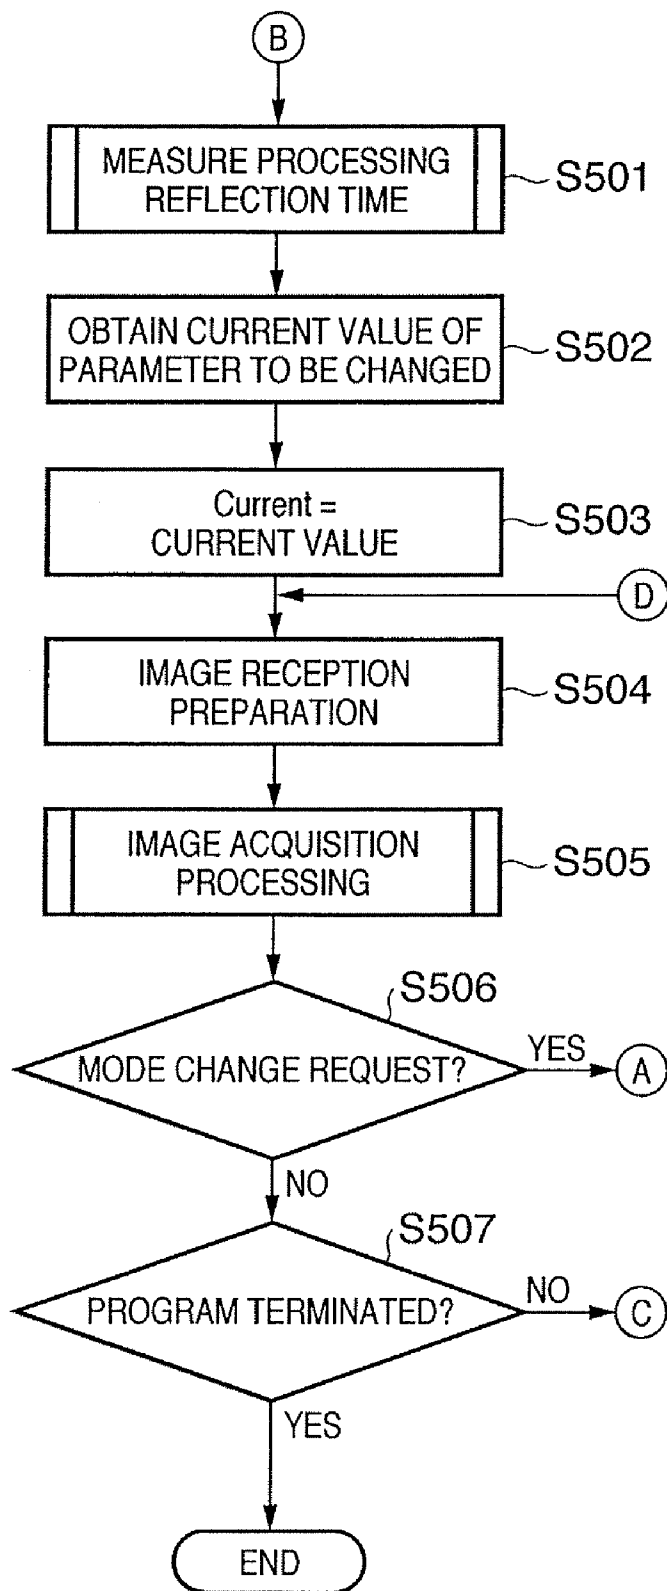 B
MEASURE PROCESSING
REFLECTION TIME
S501
OBTAIN CURRENT VALUE OF
PARAMETER TO BE CHANGED
S502
Current =
CURRENT VALUE
S503
D
IMAGE RECEPTION
PREPARATION
S504
IMAGE ACQUISITION
PROCESSING
S505
S506
MODE CHANGE REQUEST?
YES
A
NO
S507
PROGRAM TERMINATED?
NO
C
YES
END